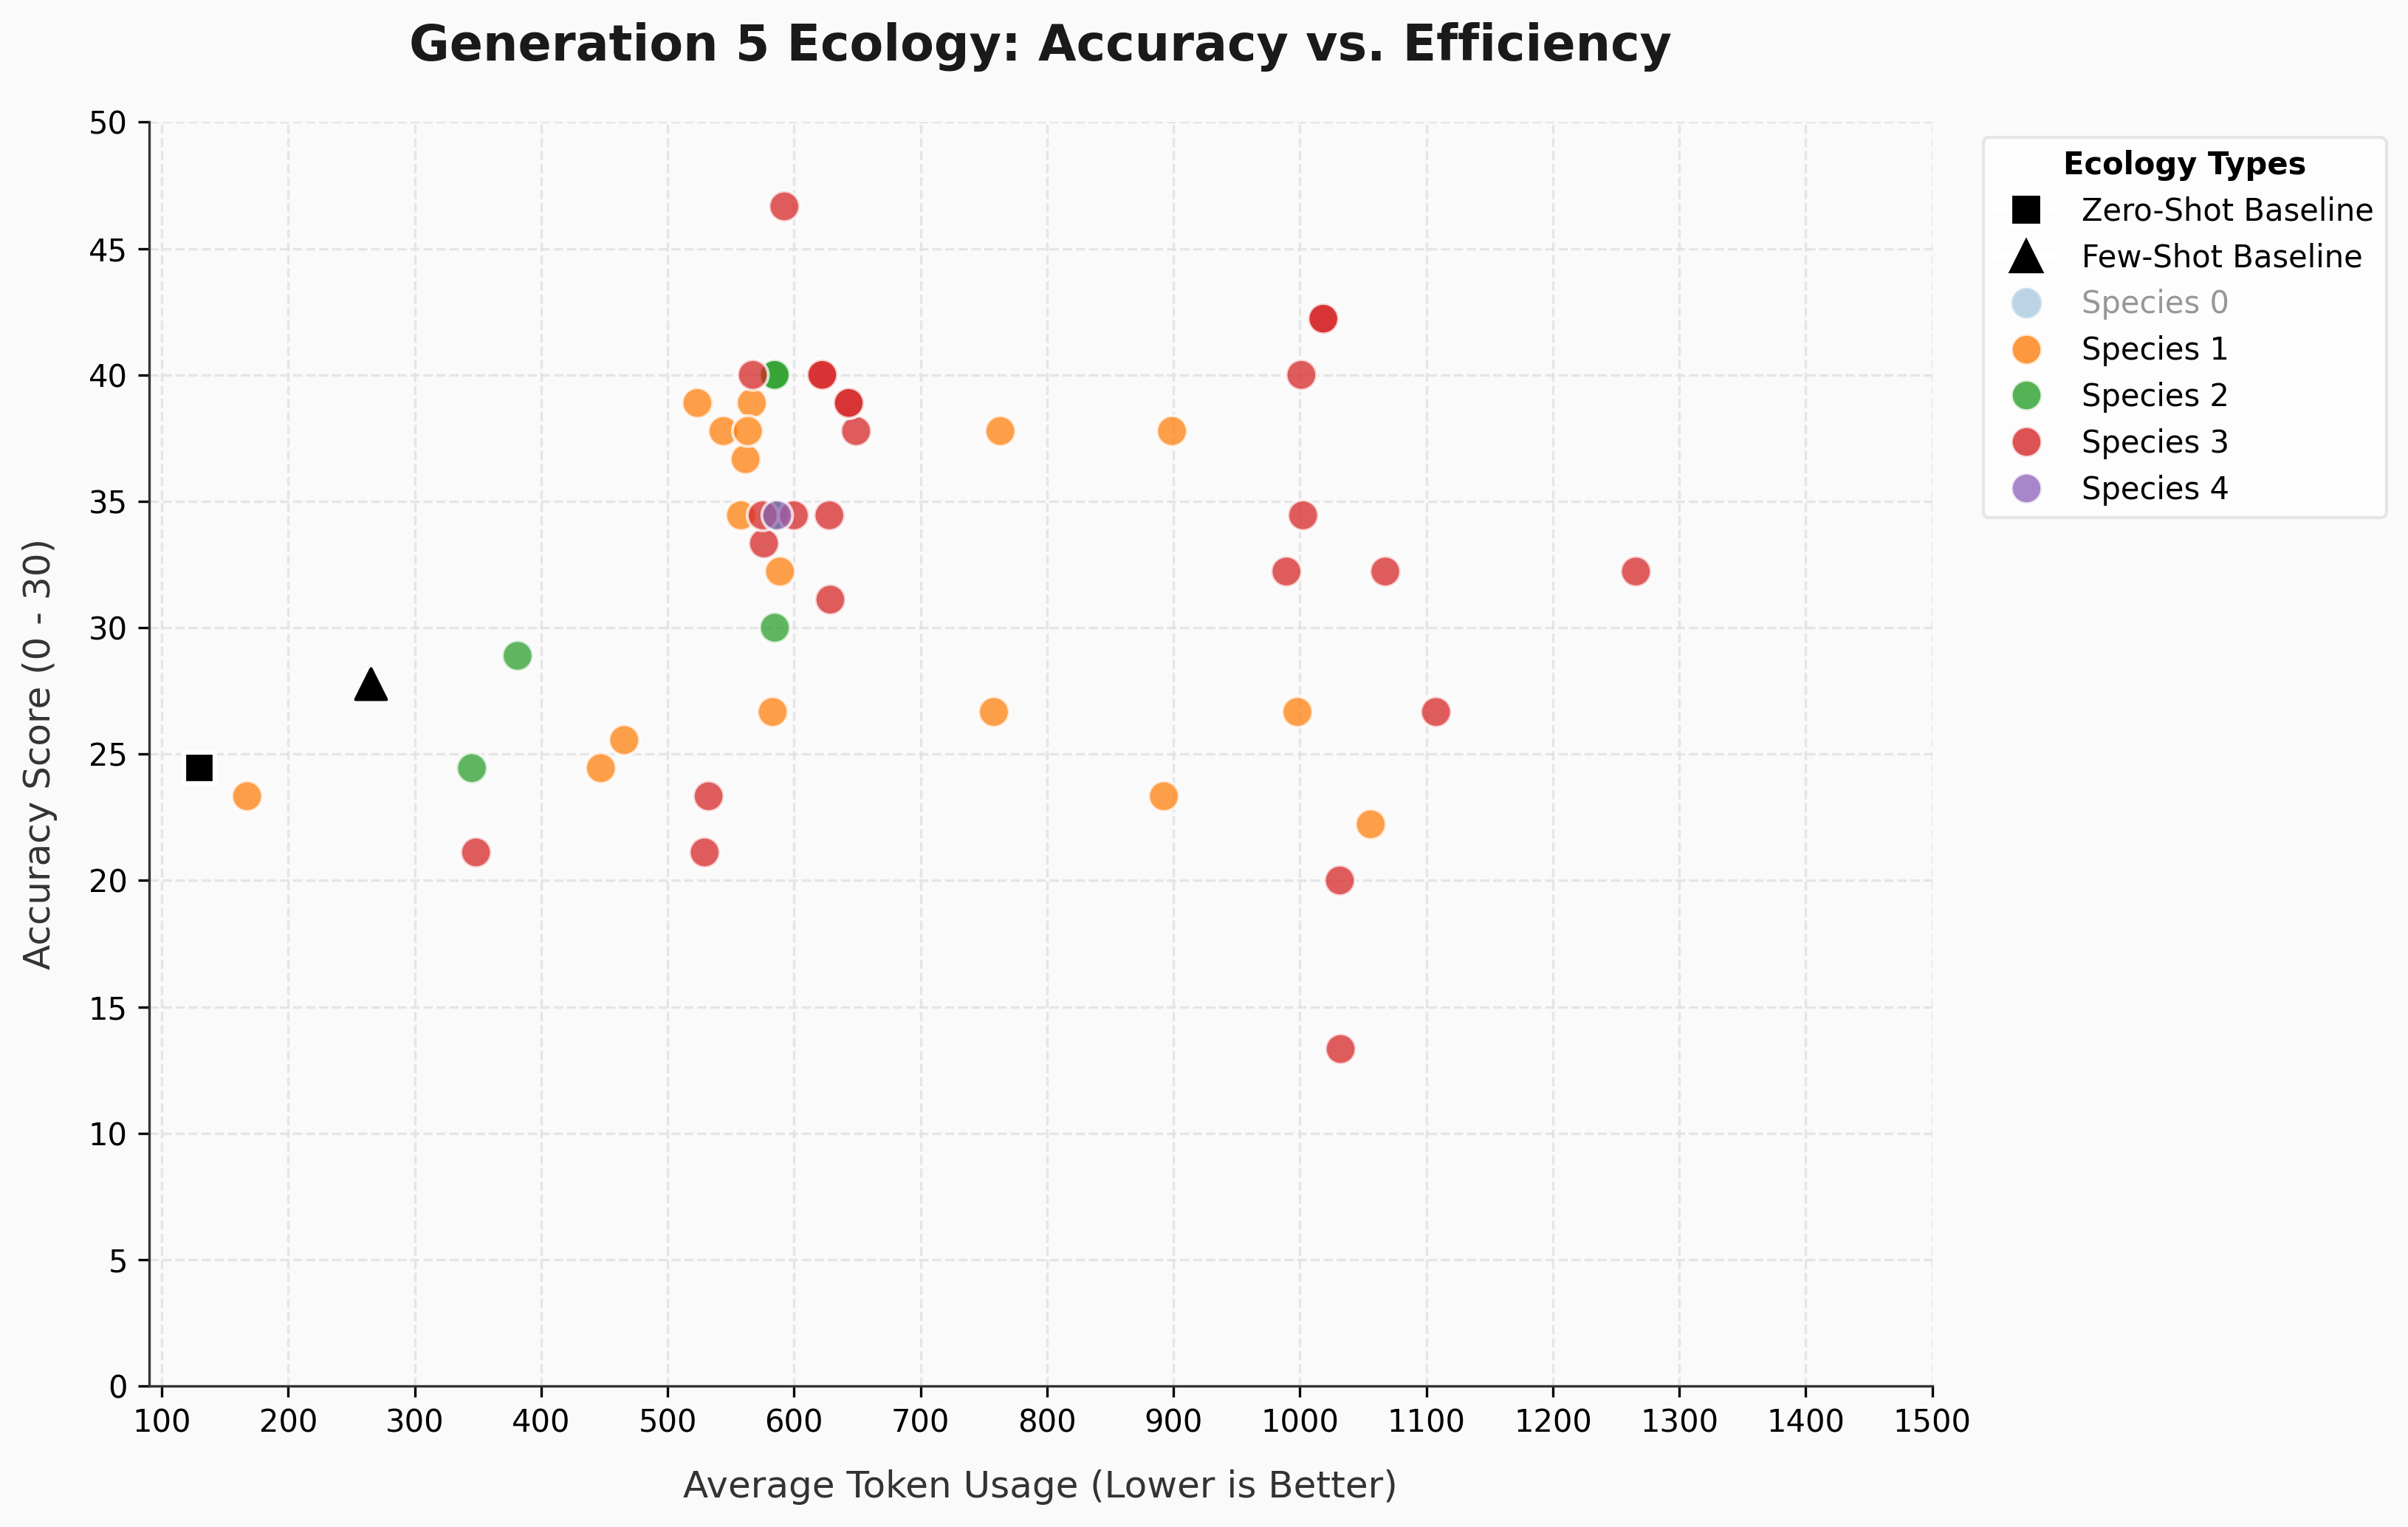 Generation 5 Ecology: Accuracy vs. Efficiency
Accuracy Score (0 - 30)
50
45
40
35
30
25
20
15
10
5
0
100 200 300 400 500 600 700 800 900 1000 1100 1200 1300 1400 1500
Average Token Usage (Lower is Better)
Ecology Types
Zero-Shot Baseline
Few-Shot Baseline
Species 0
Species 1
Species 2
Species 3
Species 4